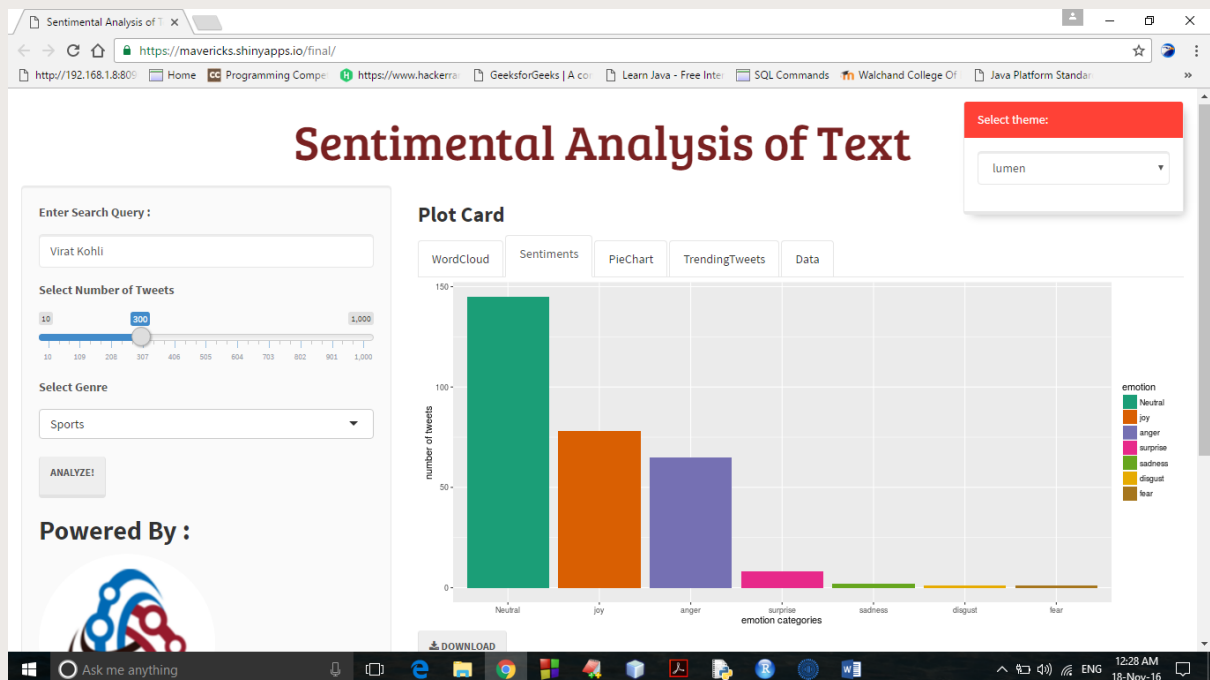 Sentimental Analysis of T
https://mavericks.shinyapps.io/final/
http://192.168.1.8:809 Home CC Programming Compe https://www.hackerra GeeksforGeeks | A co Learn Java - Free Inte SQL Commands Walchand College Of Java Platform Standar »
Sentimental Analysis of Text
Select theme:
lumen
Enter Search Query :
Virat Kohli
Select Number of Tweets
10 300 1,000
10 109 208 307 406 505 604 703 802 901 1,000
Select Genre
Sports
ANALYZE!
Powered By :
Plot Card
WordCloud Sentiments PieChart TrendingTweets Data
150
100
50
0
number of tweets
Neutral joy anger surprise sadness disgust fear
emotion categories
emotion
Neutral
joy
anger
surprise
sadness
disgust
fear
DOWNLOAD
Ask me anything
ENG
12:28 AM
18-Nov-16